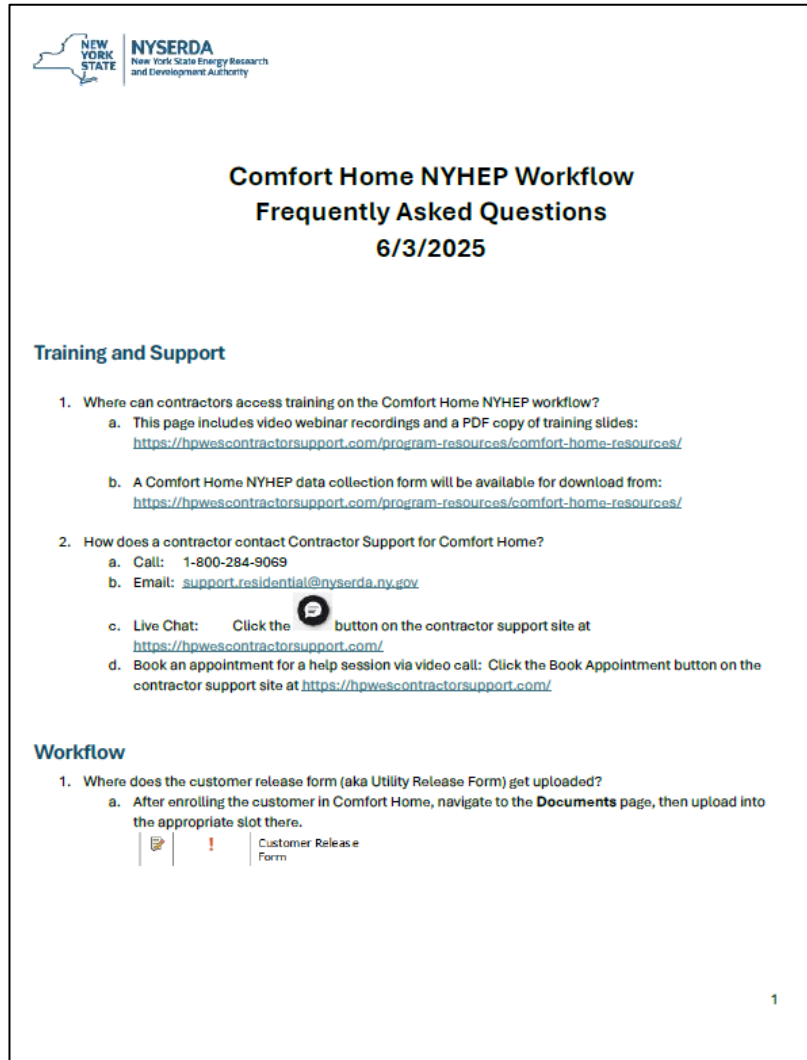 NEW
YORK
STATE
NYSERDA
New York State Energy Research
and Development Authority
Comfort Home NYHEP Workflow
Frequently Asked Questions
6/3/2025
Training and Support
1. Where can contractors access training on the Comfort Home NYHEP workflow?
a. This page includes video webinar recordings and a PDF copy of training slides:
https://hpwescontractorsupport.com/program-resources/comfort-home-resources/
b. A Comfort Home NYHEP data collection form will be available for download from:
https://hpwescontractorsupport.com/program-resources/comfort-home-resources/
2. How does a contractor contact Contractor Support for Comfort Home?
a. Call: 1-800-284-9069
b. Email: support.residential@nyserda.ny.gov
c. Live Chat: Click the button on the contractor support site at
https://hpwescontractorsupport.com/
d. Book an appointment for a help session via video call: Click the Book Appointment button on the
contractor support site at https://hpwescontractorsupport.com/
Workflow
1. Where does the customer release form (aka Utility Release Form) get uploaded?
a. After enrolling the customer in Comfort Home, navigate to the Documents page, then upload into
the appropriate slot there.
! Customer Release
Form
1